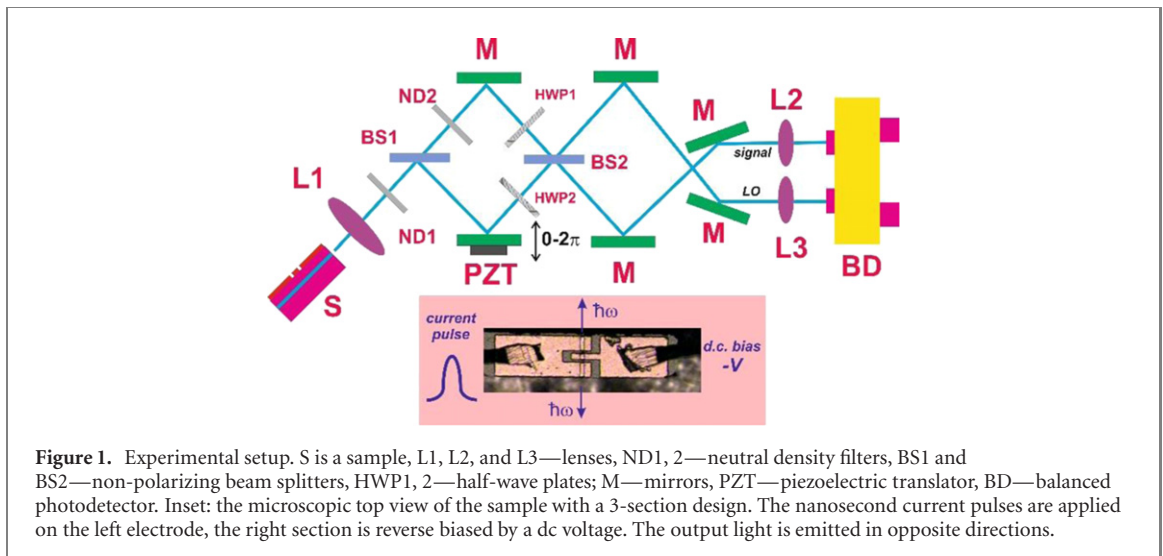 M
M
ND2
HWP1
M
L2
BS1
BS2
signal
L1
LO
HWP2
ND1
0-2π
M
L3
BD
S
PZT
M
ħω
current
pulse
d.c. bias
-V
ħω
Figure 1. Experimental setup. S is a sample, L1, L2, and L3—lenses, ND1, 2—neutral density filters, BS1 and
BS2—non-polarizing beam splitters, HWP1, 2—half-wave plates; M—mirrors, PZT—piezoelectric translator, BD—balanced
photodetector. Inset: the microscopic top view of the sample with a 3-section design. The nanosecond current pulses are applied
on the left electrode, the right section is reverse biased by a dc voltage. The output light is emitted in opposite directions.